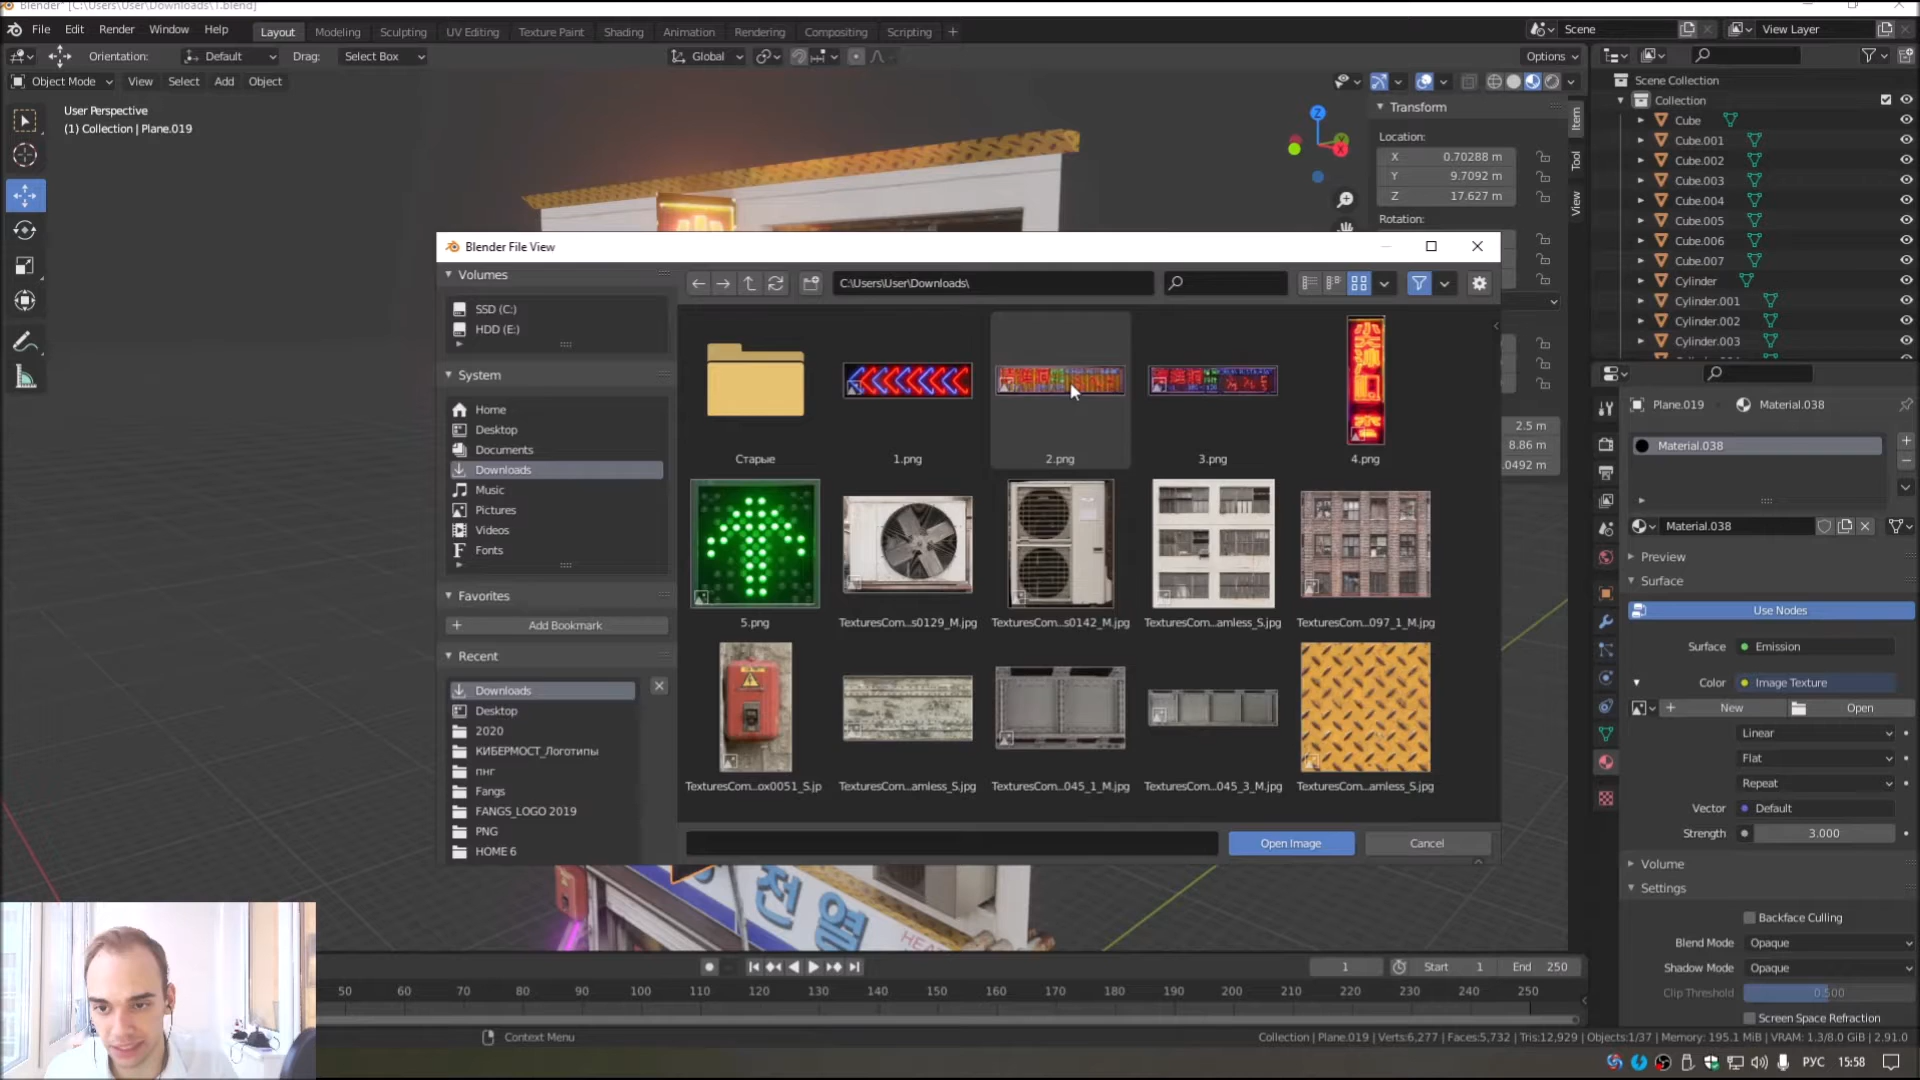 Blender* [C:\Users\User\Downloads\T.blend]
File Edit Render Window Help Layout Modeling Sculpting UV Editing Texture Paint Shading Animation Rendering Compositing Scripting + Scene View Layer
Orientation: Default Drag: Select Box Global Options
Object Mode View Select Add Object
User Perspective
(1) Collection | Plane.019
Transform
Location:
X 0.70288 m
Y 9.7092 m
Z 17.627 m
Rotation:
2.5 m
8.86 m
.0492 m
Item
Tool
View
Scene Collection
Collection
Cube
Cube.001
Cube.002
Cube.003
Cube.004
Cube.005
Cube.006
Cube.007
Cylinder
Cylinder.001
Cylinder.002
Cylinder.003
Blender File View
Volumes
SSD (C:)
HDD (E:)
System
Home
Desktop
Documents
Downloads
Music
Pictures
Videos
Fonts
Favorites
Add Bookmark
Recent
Downloads
Desktop
2020
КИБЕРМОСТ_Логотипы
пнг
Fangs
FANGS_LOGO 2019
PNG
HOME 6
C:\Users\User\Downloads\
Старые 1.png 2.png 3.png 4.png
5.png TexturesCom...s0129_M.jpg TexturesCom...s0142_M.jpg TexturesCom...amless_S.jpg TexturesCom...097_1_M.jpg
TexturesCom...ox0051_S.jp TexturesCom...amless_S.jpg TexturesCom...045_1_M.jpg TexturesCom...045_3_M.jpg TexturesCom...amless_S.jpg
Open Image Cancel
Plane.019 Material.038
Material.038
Material.038
Preview
Surface
Use Nodes
Surface Emission
Color Image Texture
New Open
Linear
Flat
Repeat
Vector Default
Strength 3.000
Volume
Settings
Backface Culling
Blend Mode Opaque
Shadow Mode Opaque
Clip Threshold 0.500
Screen Space Refraction
전열
1 Start 1 End 250
50 60 70 80 90 100 110 120 130 140 150 160 170 180 190 200 210 220 230 240 250
Context Menu
Collection | Plane.019 | Verts:6,277 | Faces:5,732 | Tris:12,929 | Objects:1/37 | Memory: 195.1 MiB | VRAM: 1.3/8.0 GiB | 2.91.0
РУС 15:58